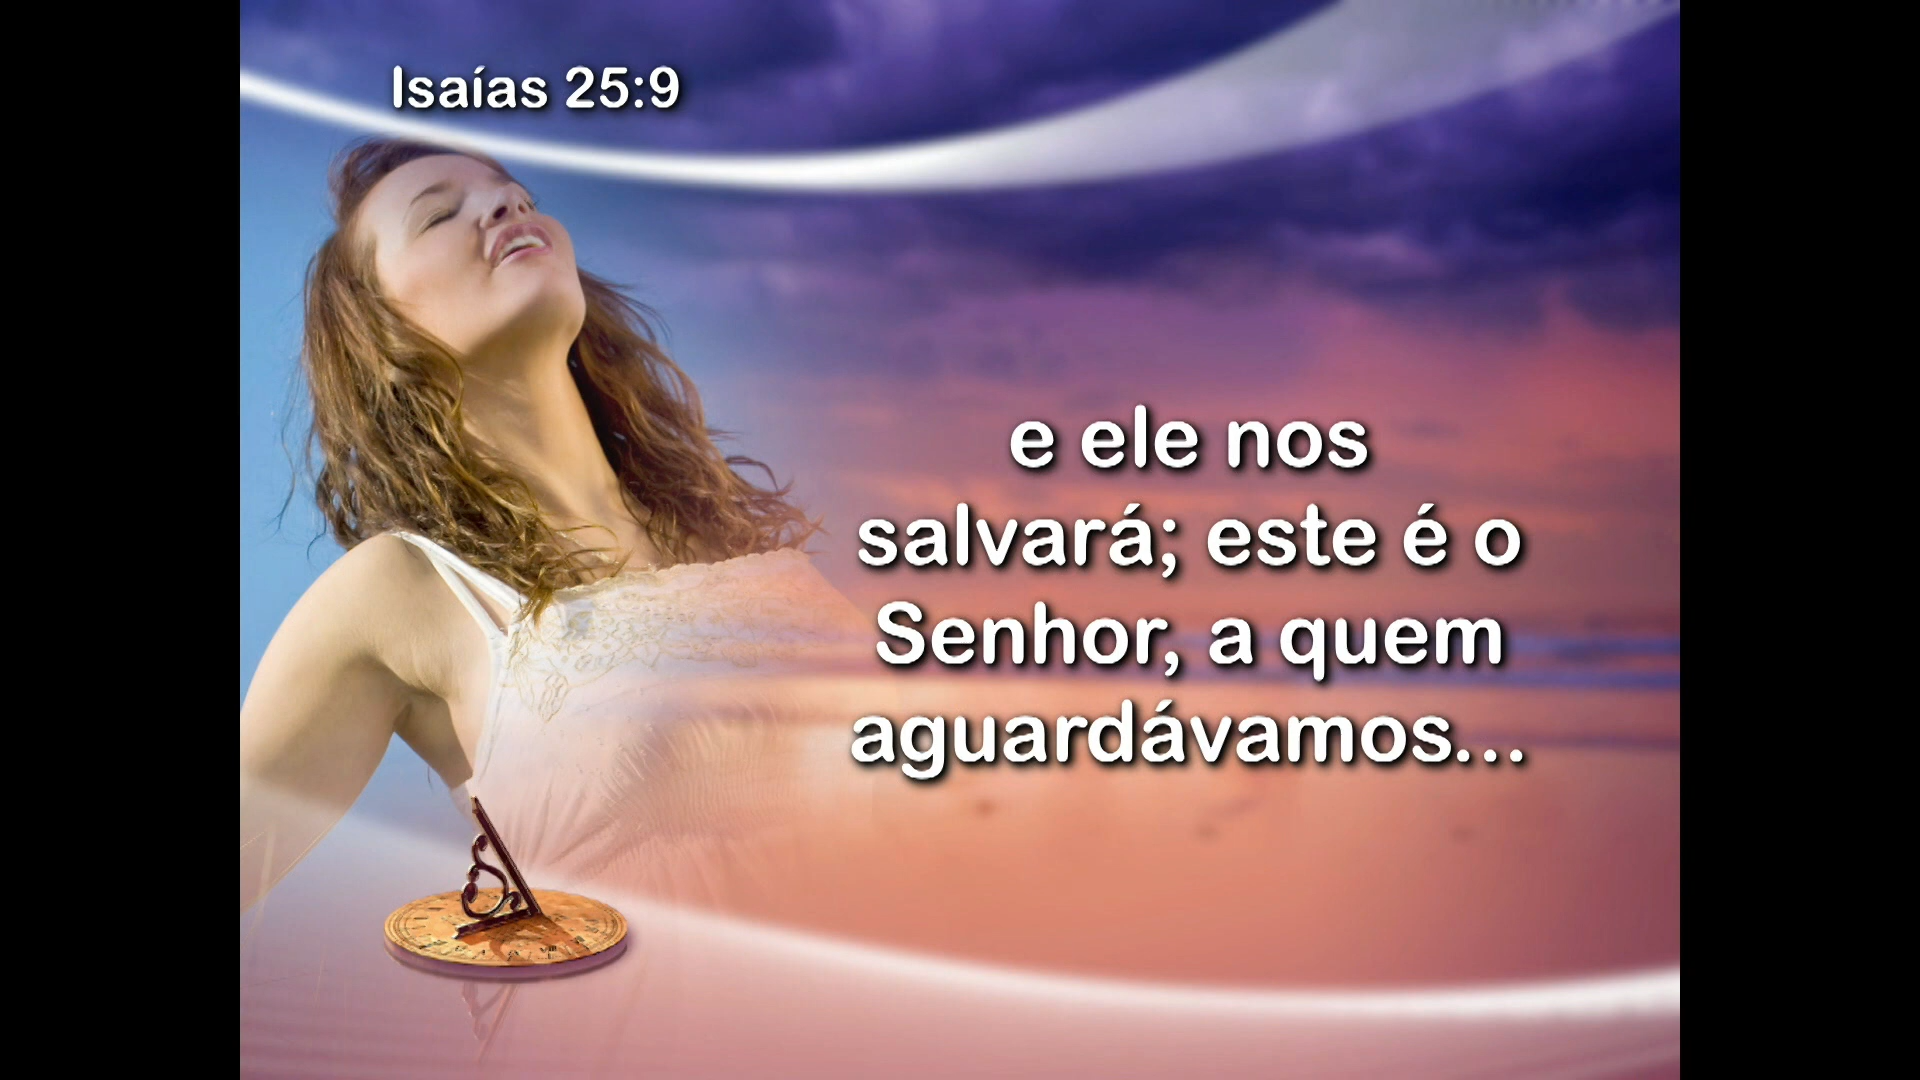 Isaías 25:9
e ele nos
salvará; este é o
Senhor, a quem
aguardávamos...